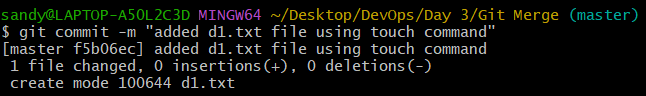 sandy@LAPTOP-A5OL2C3D MINGW64 ~/Desktop/DevOps/Day 3/Git Merge (master)
$ git commit -m "added d1.txt file using touch command"
[master f5b06ec] added d1.txt file using touch command
 1 file changed, 0 insertions(+), 0 deletions(-)
 create mode 100644 d1.txt